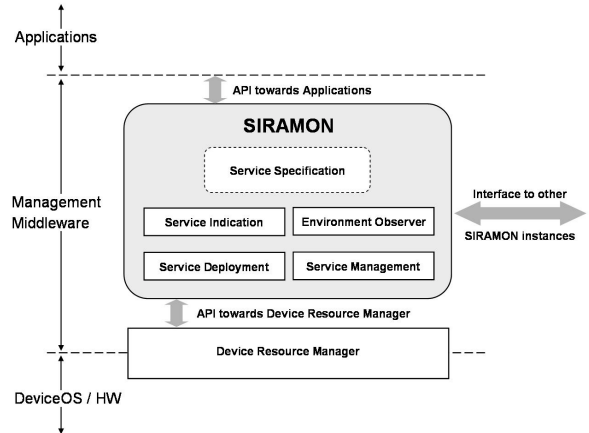 Applications
API towards Applications
SIRAMON
Service Specification
Management
Middleware
Service Indication
Environment Observer
Interface to other
SIRAMON instances
Service Deployment
Service Management
API towards Device Resource Manager
Device Resource Manager
DeviceOS / HW